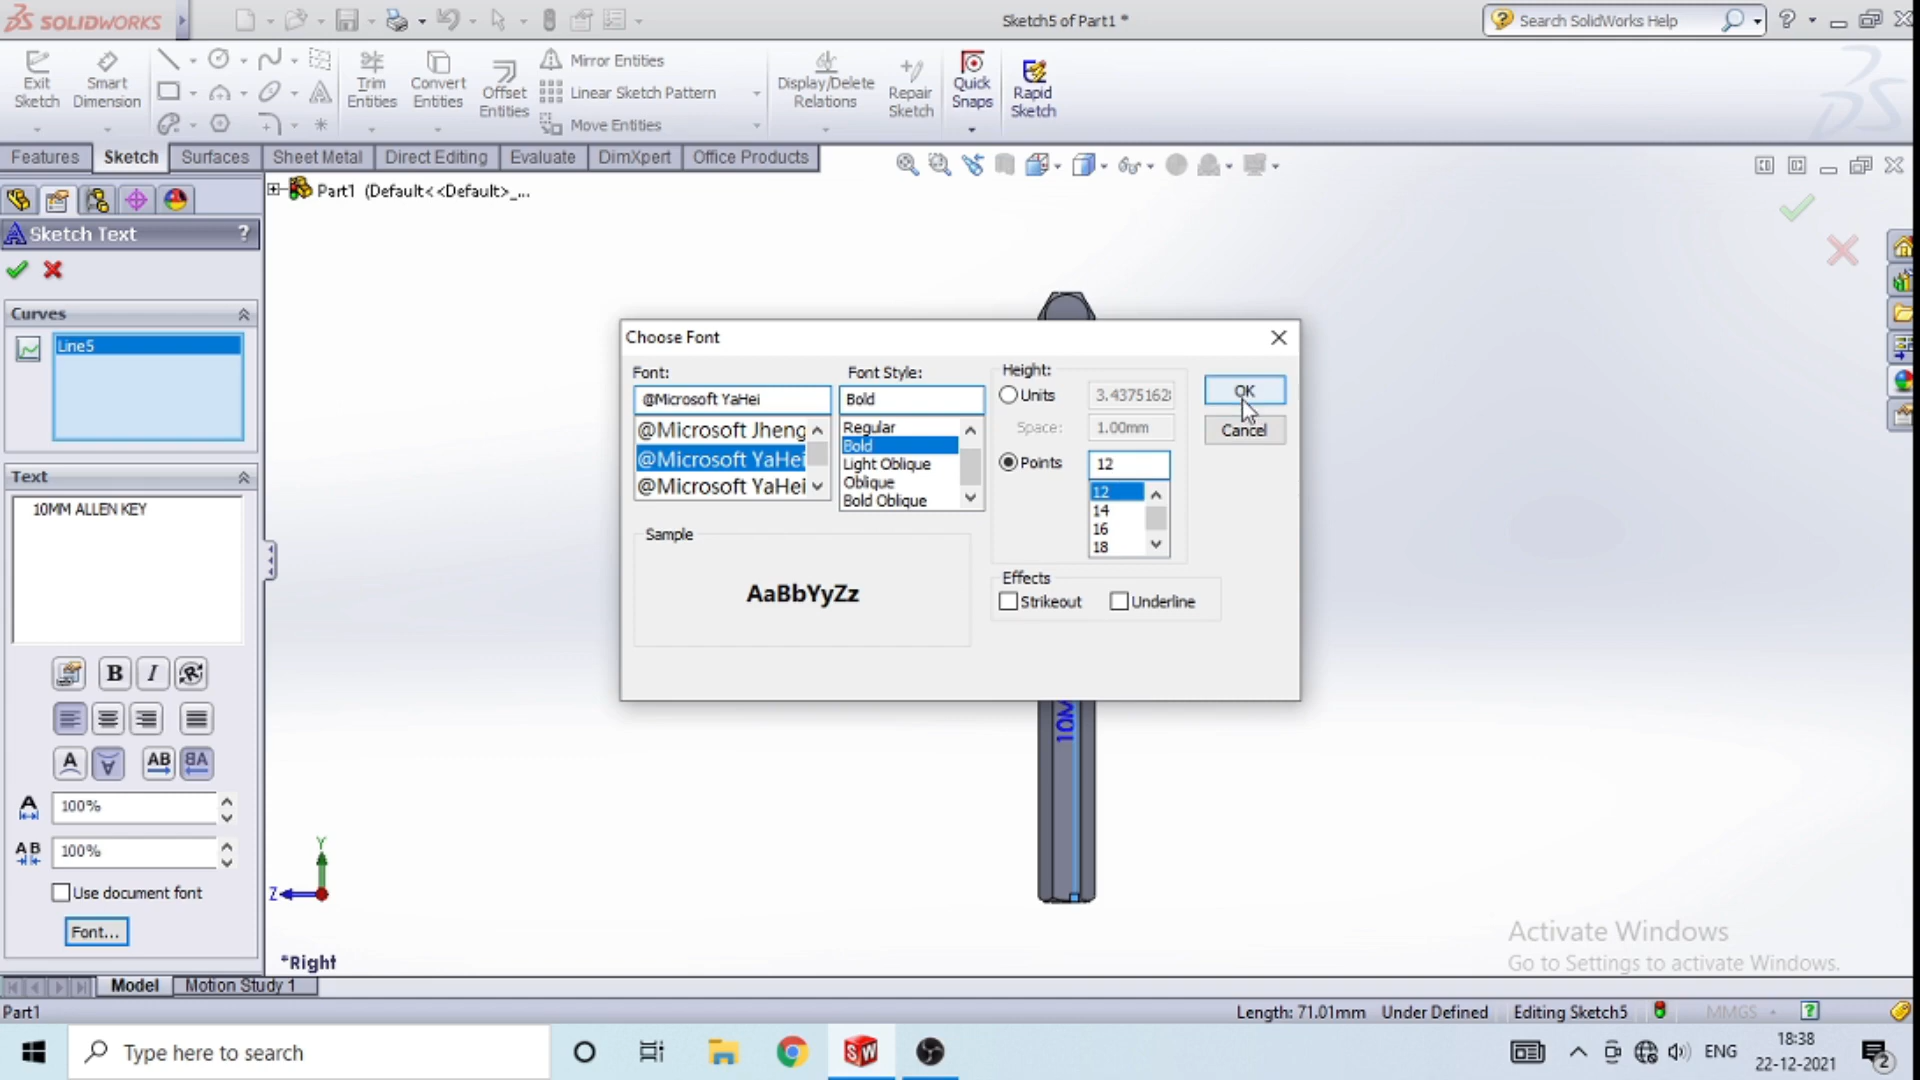 SOLIDWORKS
Sketch5 of Part1 *
Search SolidWorks Help
Exit Sketch
Smart Dimension
Trim Entities
Convert Entities
Offset Entities
Mirror Entities
Linear Sketch Pattern
Move Entities
Display/Delete Relations
Repair Sketch
Quick Snaps
Rapid Sketch
Features
Sketch
Surfaces
Sheet Metal
Direct Editing
Evaluate
DimXpert
Office Products
Part1 (Default<<Default>_...
Sketch Text
?
Curves
Line5
Text
10MM ALLEN KEY
B
I
A
AB
100%
AB
100%
Use document font
Font...
Choose Font
Font:
@Microsoft YaHei
@Microsoft Jheng
@Microsoft YaHei
@Microsoft YaHei
Font Style:
Bold
Regular
Bold
Light Oblique
Oblique
Bold Oblique
Height:
Units
3.4375162
Space:
1.00mm
Points
12
12
14
16
18
OK
Cancel
Sample
AaBbYyZz
Effects
Strikeout
Underline
10M
Y
Z
*Right
Activate Windows
Go to Settings to activate Windows.
Model
Motion Study 1
Part1
Length: 71.01mm
Under Defined
Editing Sketch5
MMGS
Type here to search
SW
ENG
18:38
22-12-2021
2